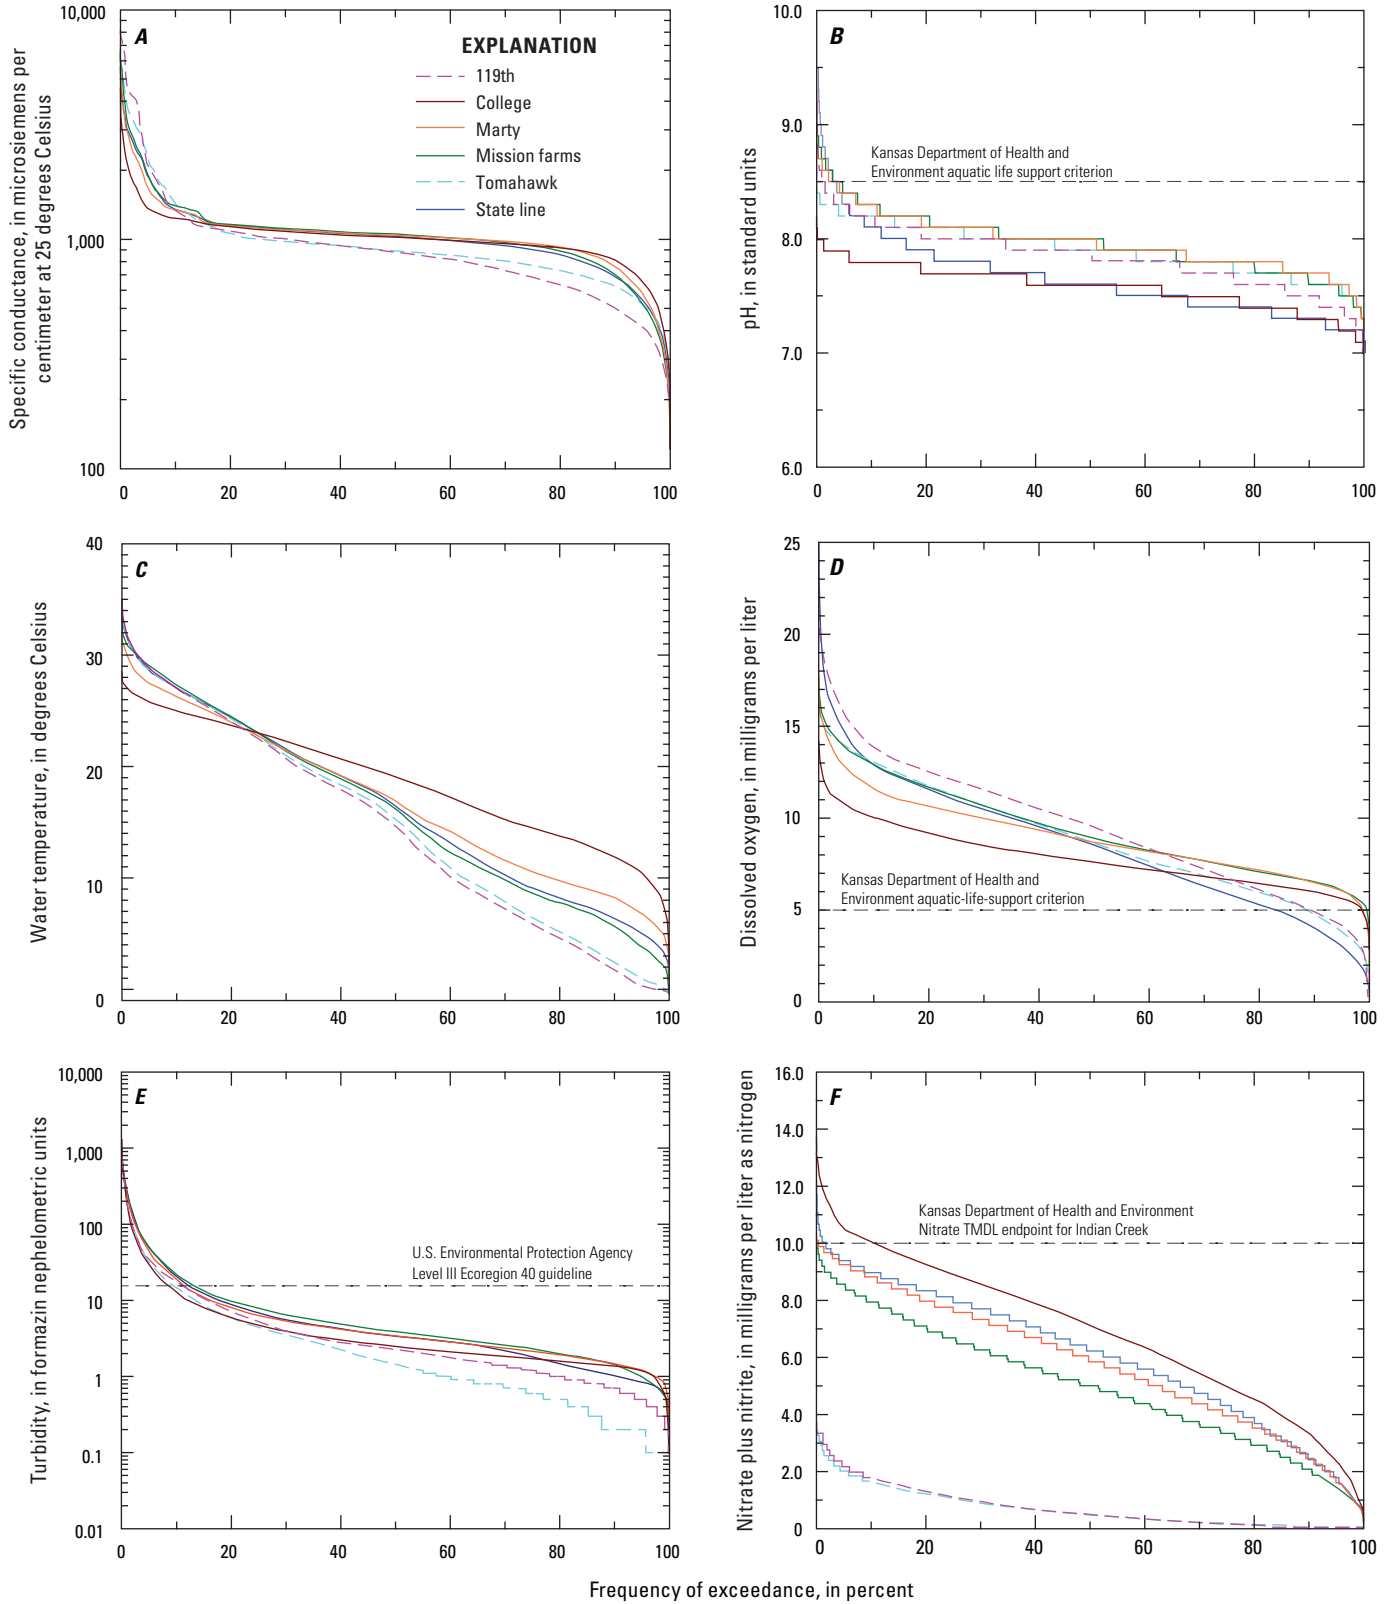 A
EXPLANATION
119th
College
Marty
Mission farms
Tomahawk
State line
Specific conductance, in microsiemens per
centimeter at 25 degrees Celsius
10,000
1,000
100
0 20 40 60 80 100
B
Kansas Department of Health and
Environment aquatic life support criterion
pH, in standard units
10.0
9.0
8.0
7.0
6.0
0 20 40 60 80 100
C
Water temperature, in degrees Celsius
40
30
20
10
0
0 20 40 60 80 100
D
Kansas Department of Health and
Environment aquatic-life-support criterion
Dissolved oxygen, in milligrams per liter
25
20
15
10
5
0
0 20 40 60 80 100
E
U.S. Environmental Protection Agency
Level III Ecoregion 40 guideline
Turbidity, in formazin nephelometric units
10,000
1,000
100
10
1
0.1
0.01
0 20 40 60 80 100
F
Kansas Department of Health and Environment
Nitrate TMDL endpoint for Indian Creek
Nitrate plus nitrite, in milligrams per liter as nitrogen
16.0
14.0
12.0
10.0
8.0
6.0
4.0
2.0
0
0 20 40 60 80 100
Frequency of exceedance, in percent